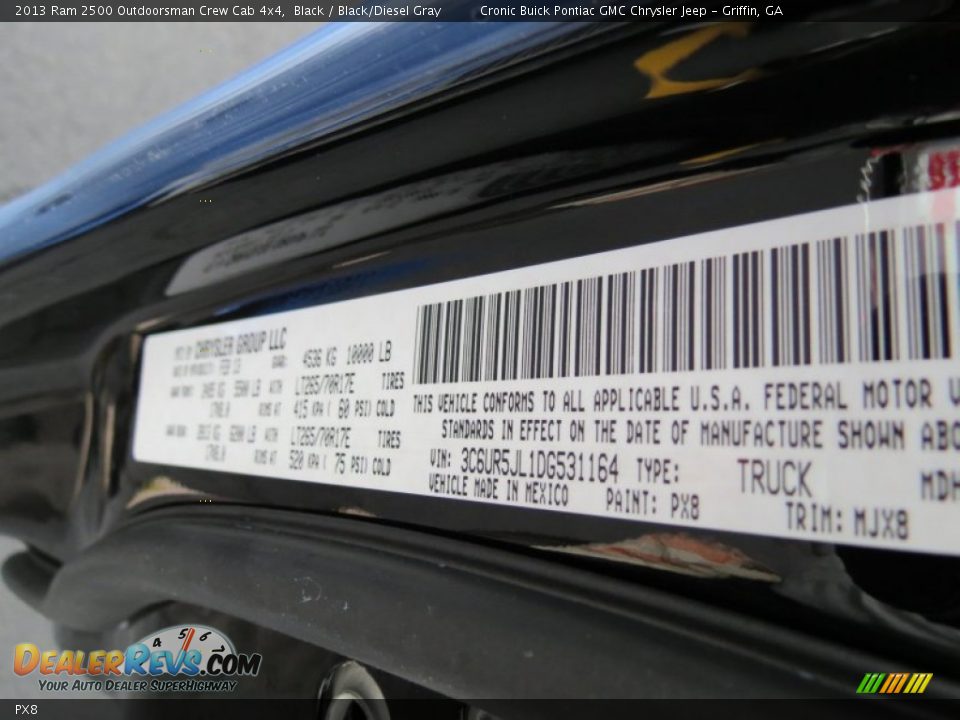 2013 Ram 2500 Outdoorsman Crew Cab 4x4, Black / Black/Diesel Gray Cronic Buick Pontiac GMC Chrysler Jeep - Griffin, GA
CHRYSLER GROUP LLC
4536 KG 10000 LB
LT265/70R17E TIRES
415 KPA ( 60 PSI) COLD
LT265/70R17E TIRES
520 KPA ( 75 PSI) COLD
THIS VEHICLE CONFORMS TO ALL APPLICABLE U.S.A. FEDERAL MOTOR V
STANDARDS IN EFFECT ON THE DATE OF MANUFACTURE SHOWN ABO
VIN: 3C6UR5JL1DG531164 TYPE: TRUCK
VEHICLE MADE IN MEXICO PAINT: PX8 MDH
TRIM: MJX8
4 5 6
DEALERREVS.COM
YOUR AUTO DEALER SUPERHIGHWAY
PX8